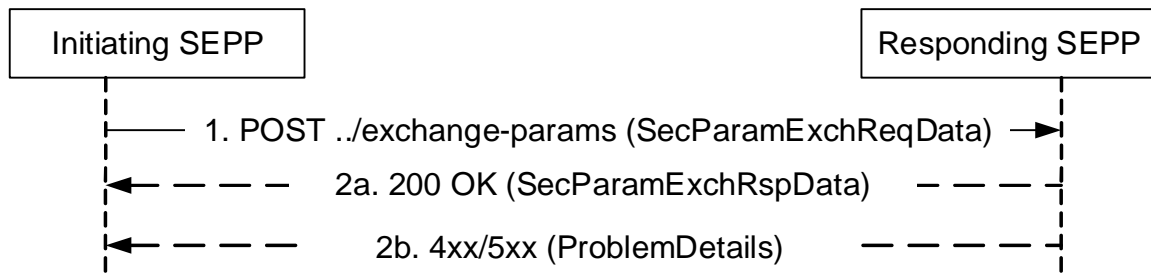 Initiating SEPP
Responding SEPP
1. POST ../exchange-params (SecParamExchReqData)
2a. 200 OK (SecParamExchRspData)
2b. 4xx/5xx (ProblemDetails)